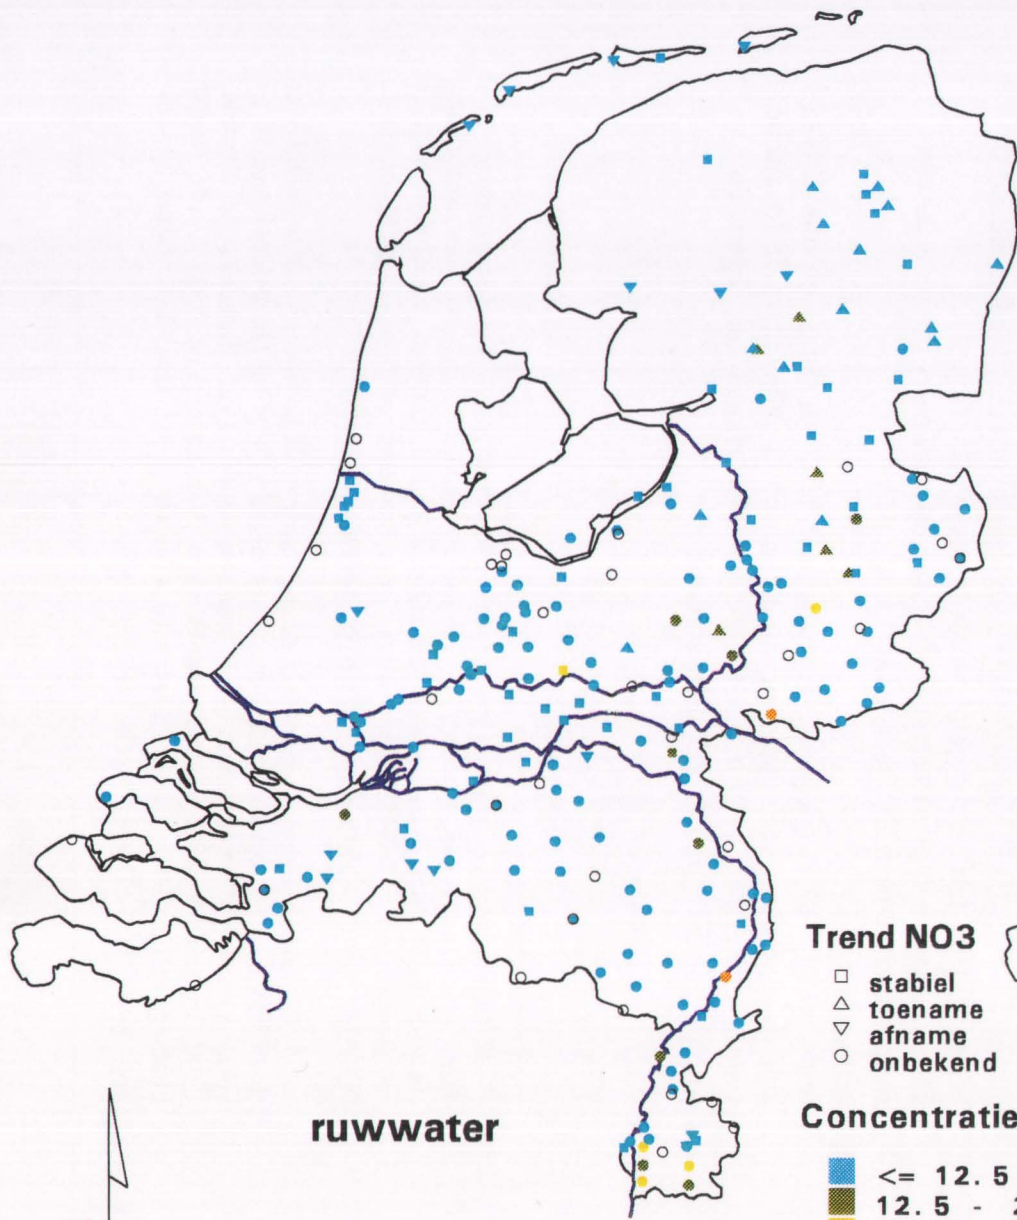 Trend NO3
stabiel
toename
afname
onbekend
ruwwater
Concentratie
<= 12.5
12.5 -